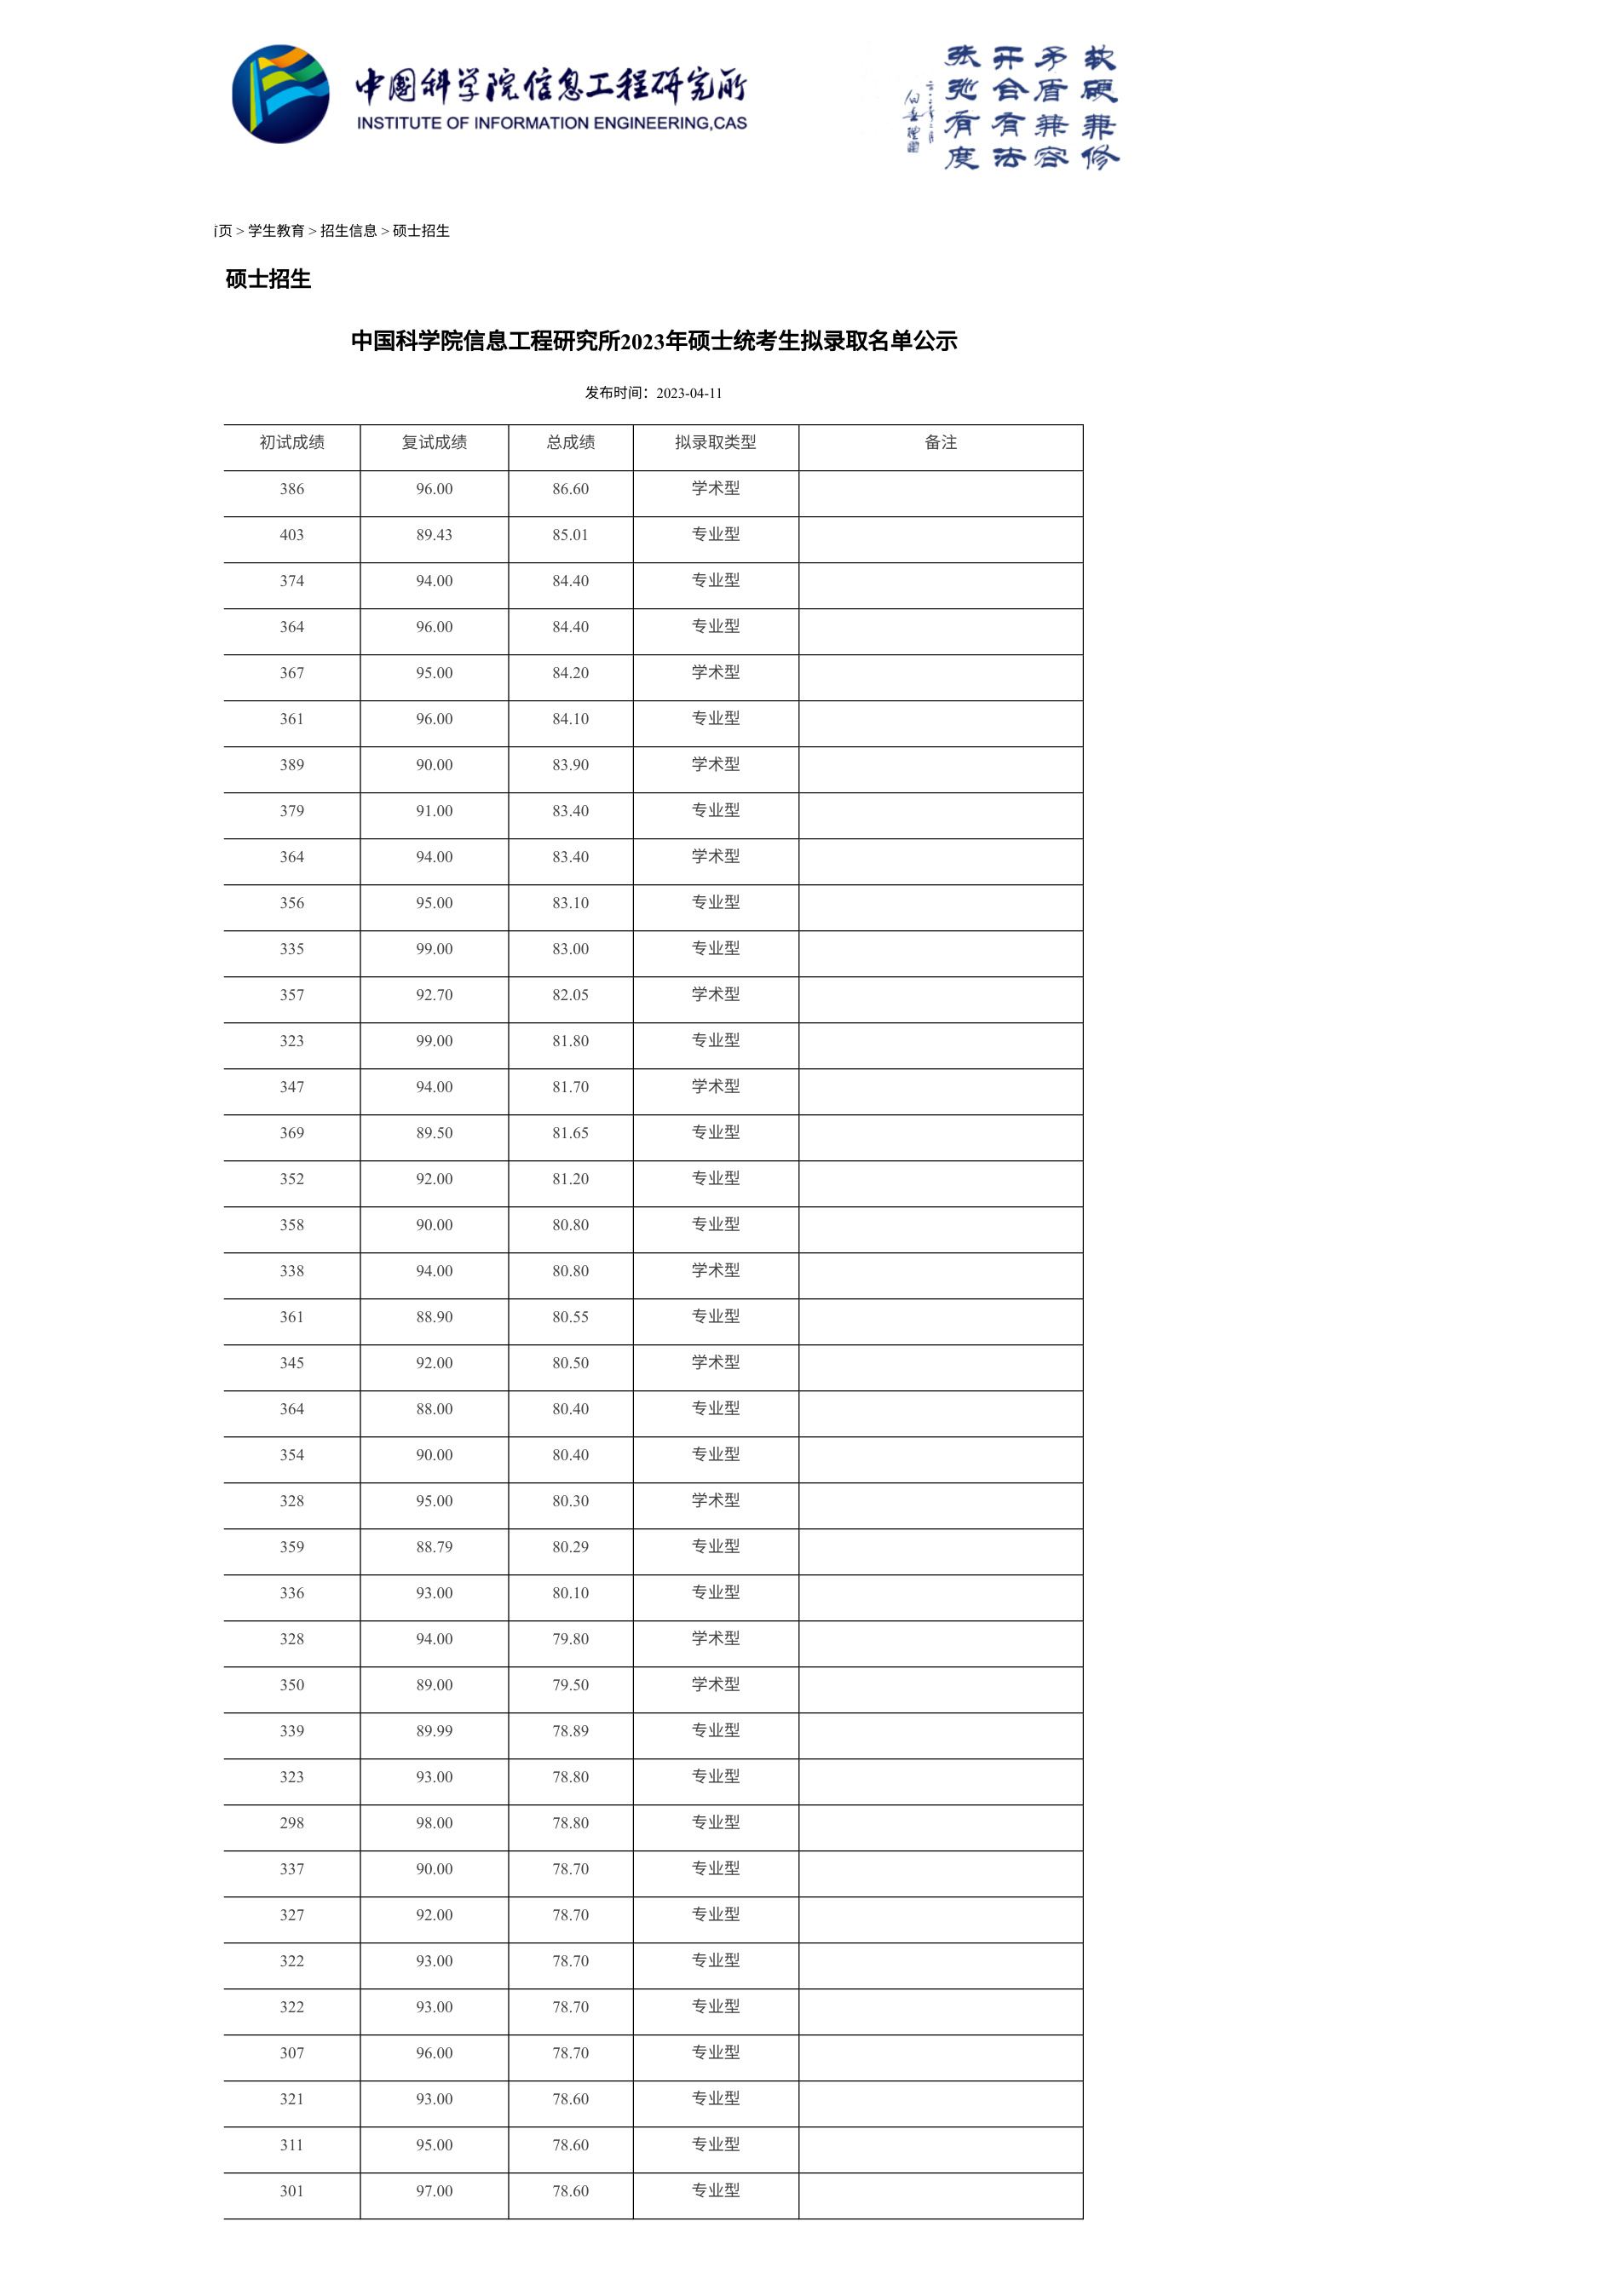 中国科学院信息工程研究所
INSTITUTE OF INFORMATION ENGINEERING,CAS
软硬兼修
矛盾兼容
开合有法
张弛有度
页 > 学生教育 > 招生信息 > 硕士招生
硕士招生
中国科学院信息工程研究所2023年硕士统考生拟录取名单公示
发布时间：2023-04-11
初试成绩 复试成绩 总成绩 拟录取类型 备注
386 96.00 86.60 学术型
403 89.43 85.01 专业型
374 94.00 84.40 专业型
364 96.00 84.40 专业型
367 95.00 84.20 学术型
361 96.00 84.10 专业型
389 90.00 83.90 学术型
379 91.00 83.40 专业型
364 94.00 83.40 学术型
356 95.00 83.10 专业型
335 99.00 83.00 专业型
357 92.70 82.05 学术型
323 99.00 81.80 专业型
347 94.00 81.70 学术型
369 89.50 81.65 专业型
352 92.00 81.20 专业型
358 90.00 80.80 专业型
338 94.00 80.80 学术型
361 88.90 80.55 专业型
345 92.00 80.50 学术型
364 88.00 80.40 专业型
354 90.00 80.40 专业型
328 95.00 80.30 学术型
359 88.79 80.29 专业型
336 93.00 80.10 专业型
328 94.00 79.80 学术型
350 89.00 79.50 学术型
339 89.99 78.89 专业型
323 93.00 78.80 专业型
298 98.00 78.80 专业型
337 90.00 78.70 专业型
327 92.00 78.70 专业型
322 93.00 78.70 专业型
322 93.00 78.70 专业型
307 96.00 78.70 专业型
321 93.00 78.60 专业型
311 95.00 78.60 专业型
301 97.00 78.60 专业型